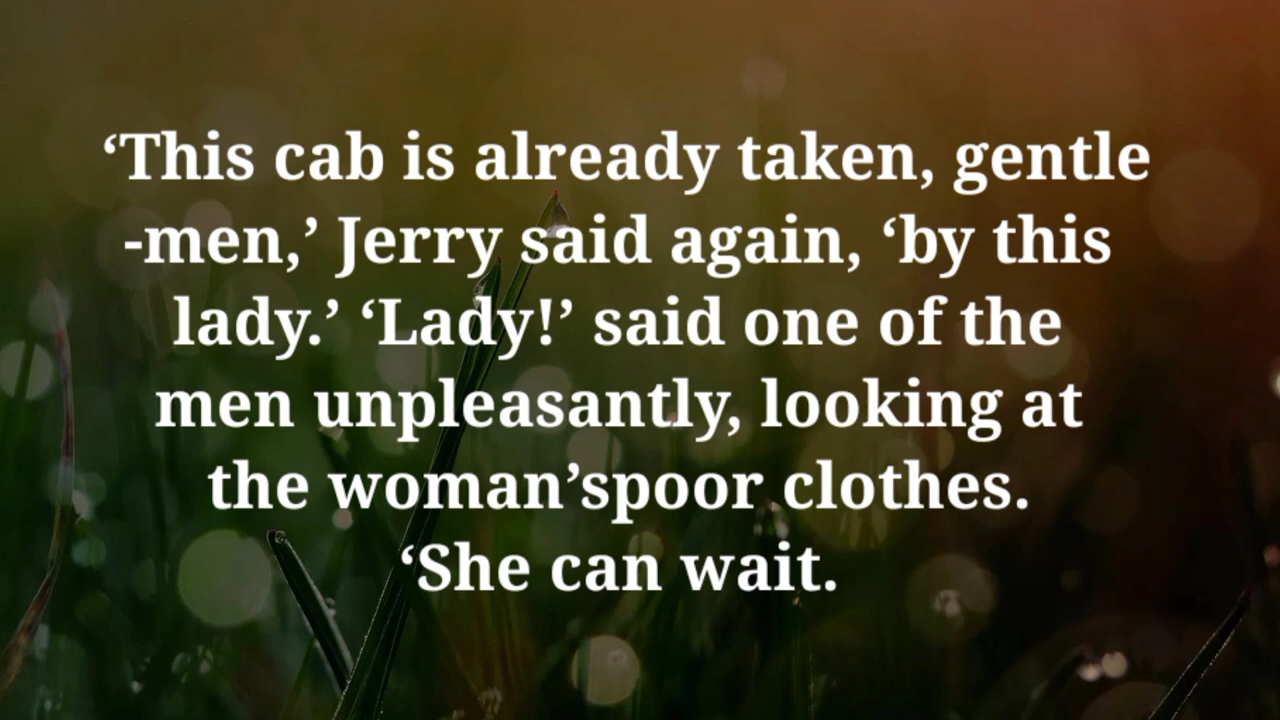 ‘This cab is already taken, gentle
-men,’ Jerry said again, ‘by this
lady.’ ‘Lady!’ said one of the
men unpleasantly, looking at
the woman’spoor clothes.
‘She can wait.